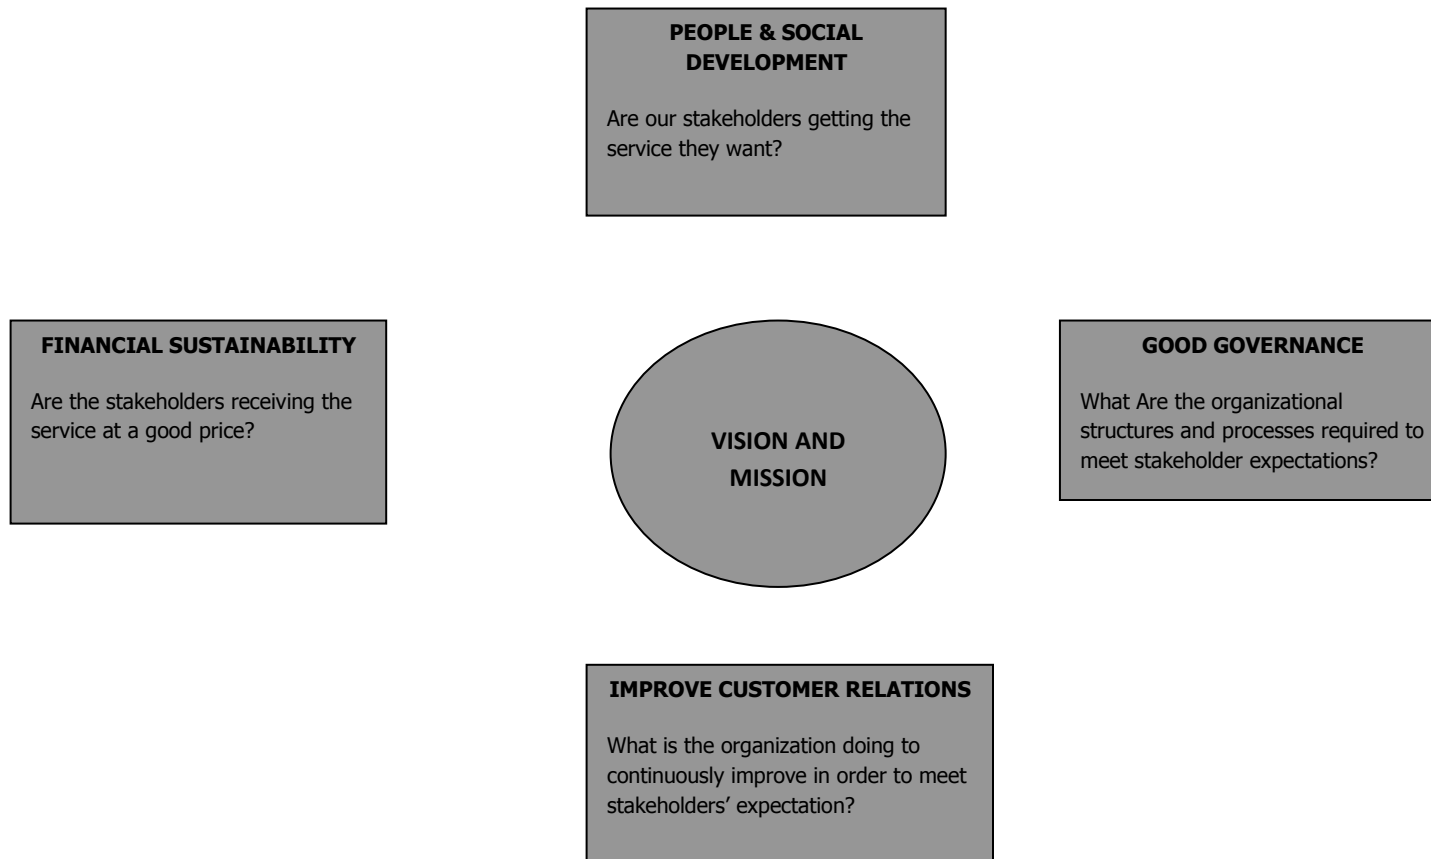 PEOPLE & SOCIAL
DEVELOPMENT
Are our stakeholders getting the
service they want?
FINANCIAL SUSTAINABILITY
Are the stakeholders receiving the
service at a good price?
VISION AND
MISSION
GOOD GOVERNANCE
What Are the organizational
structures and processes required to
meet stakeholder expectations?
IMPROVE CUSTOMER RELATIONS
What is the organization doing to
continuously improve in order to meet
stakeholders’ expectation?